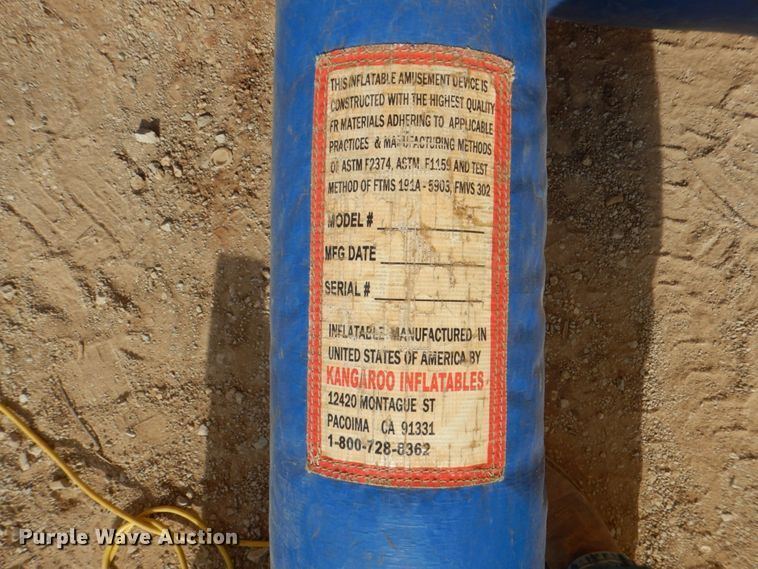 THIS INFLATABLE AMUSEMENT DEVICE IS
CONSTRUCTED WITH THE HIGHEST QUALITY
FR MATERIALS ADHERING TO APPLICABLE
PRACTICES & MANUFACTURING METHODS
OF ASTM F2374, ASTM F1159 AND TEST
METHOD OF FTMS 191A - 5903, FMVS 302
MODEL #
MFG DATE
SERIAL #
INFLATABLE MANUFACTURED IN
UNITED STATES OF AMERICA BY
KANGAROO INFLATABLES
12420 MONTAGUE ST
PACOIMA CA 91331
1-800-728-8362
Purple Wave Auction